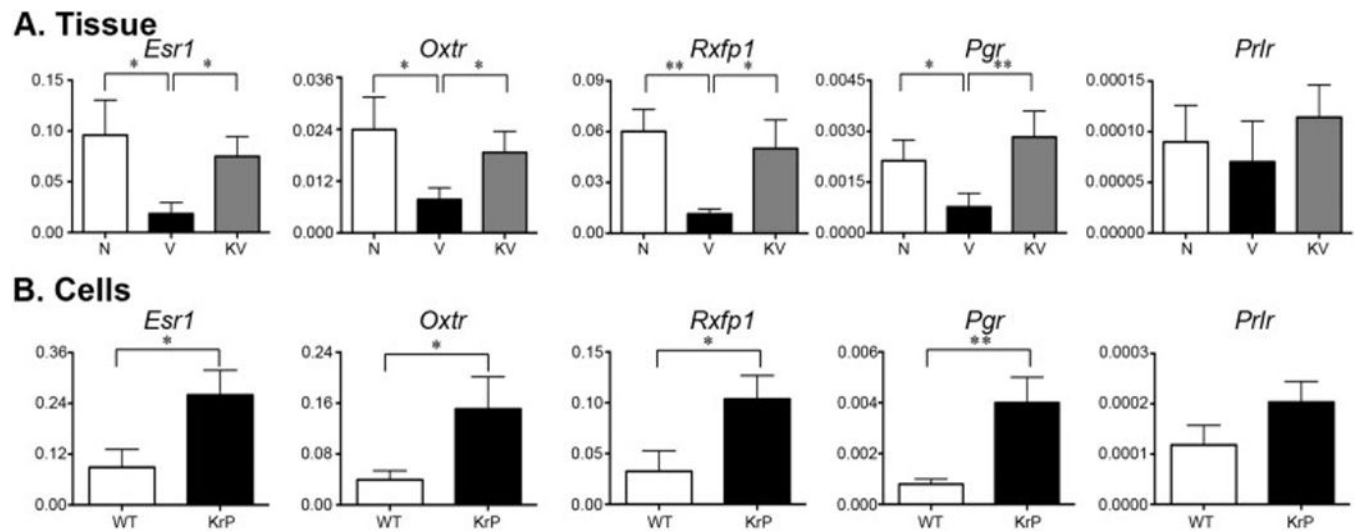 A. Tissue
Esr1 Oxtr Rxfp1 Pgr Prlr
* * * * ** * * **
0.15 0.036 0.09 0.0045 0.00015
0.10 0.024 0.06 0.0030 0.00010
0.05 0.012 0.03 0.0015 0.00005
0.00 0.000 0.00 0.0000 0.00000
N V KV N V KV N V KV N V KV N V KV
B. Cells
Esr1 Oxtr Rxfp1 Pgr Prlr
* * * **
0.36 0.24 0.15 0.006 0.0003
0.24 0.16 0.10 0.004 0.0002
0.12 0.08 0.05 0.002 0.0001
0.00 0.00 0.00 0.000 0.0000
WT KrP WT KrP WT KrP WT KrP WT KrP